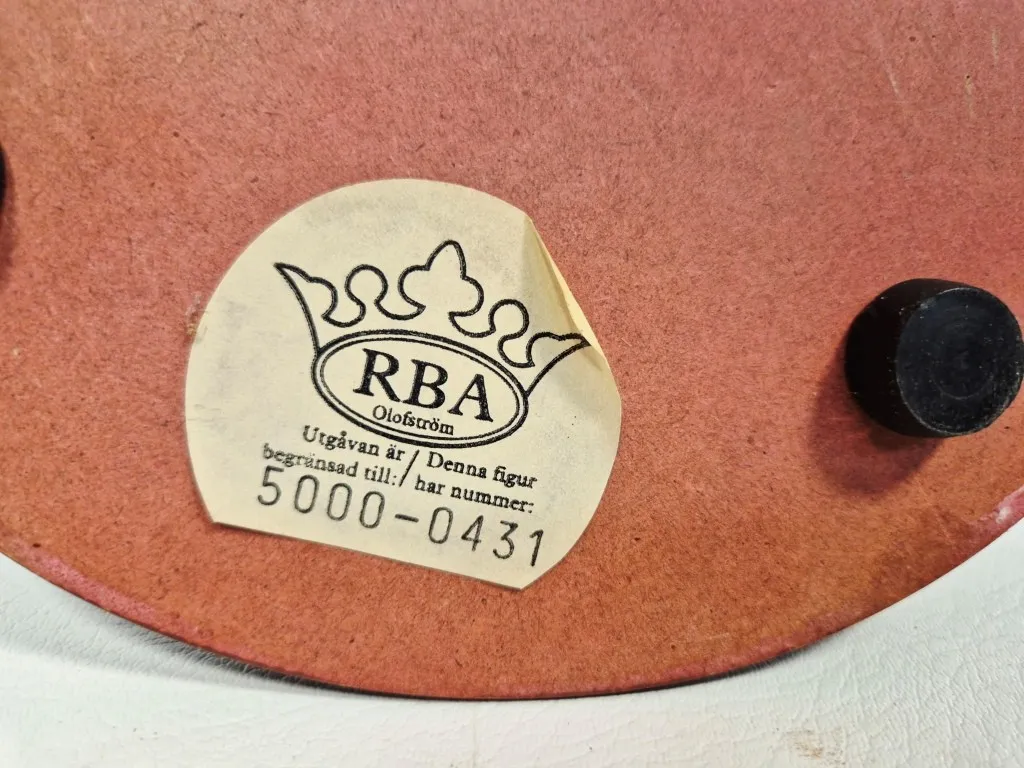 RBA
Olofström
Utgåvan är / Denna figur
begränsad till: / har nummer:
5000-0431